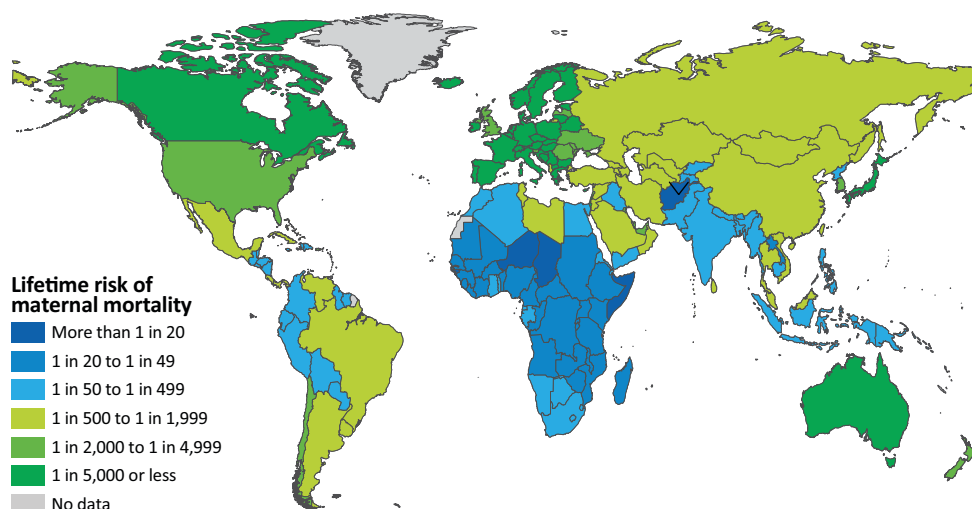 Lifetime risk of
maternal mortality
More than 1 in 20
1 in 20 to 1 in 49
1 in 50 to 1 in 499
1 in 500 to 1 in 1,999
1 in 2,000 to 1 in 4,999
1 in 5,000 or less
No data